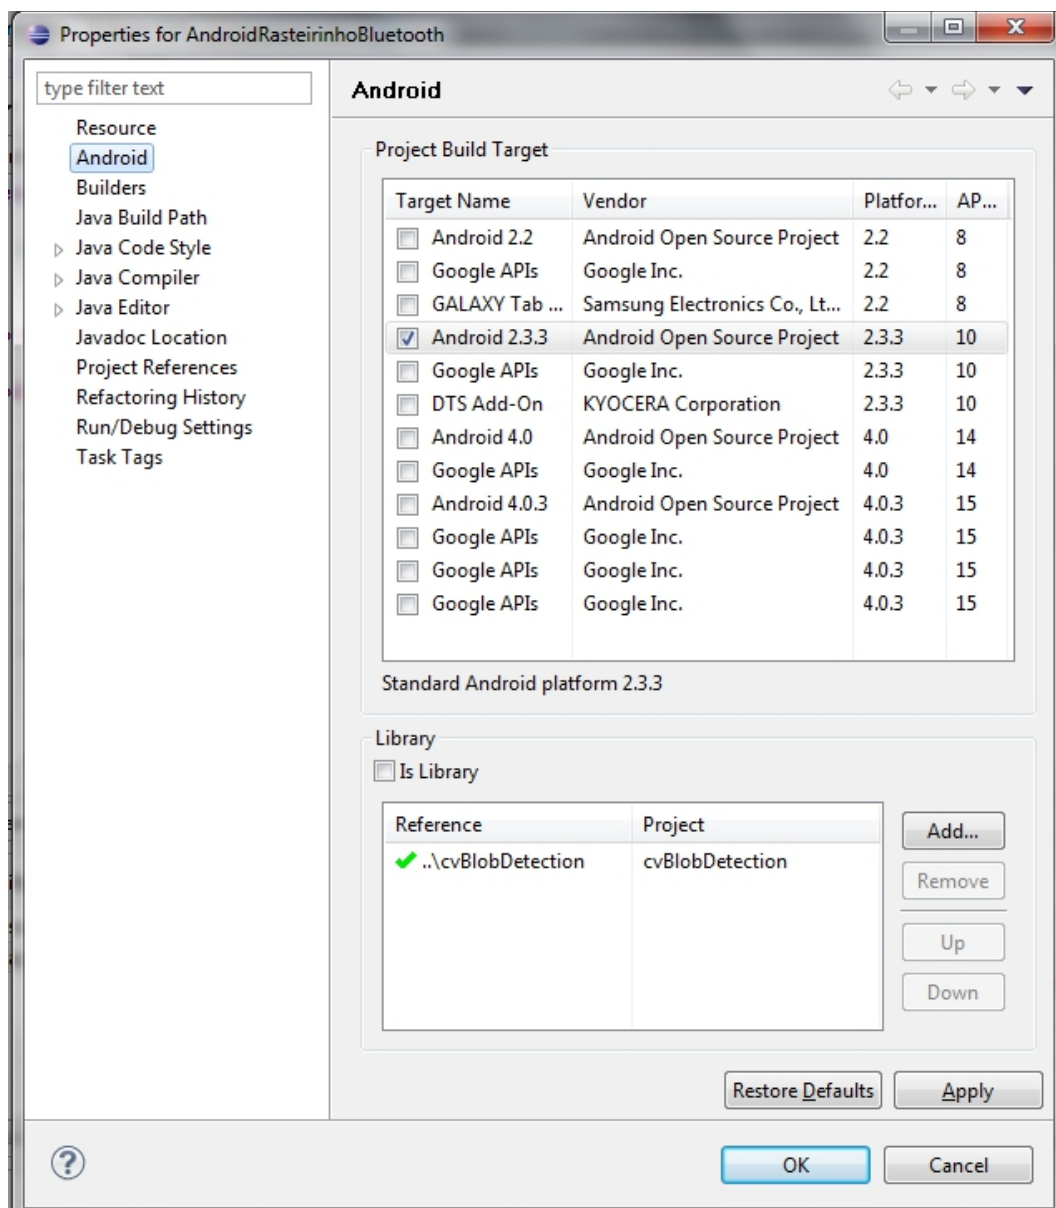 Properties for AndroidRasteirinhoBluetooth
type filter text
Resource
Android
Builders
Java Build Path
Java Code Style
Java Compiler
Java Editor
Javadoc Location
Project References
Refactoring History
Run/Debug Settings
Task Tags
Android
Project Build Target
Target Name Vendor Platfor... AP...
Android 2.2 Android Open Source Project 2.2 8
Google APIs Google Inc. 2.2 8
GALAXY Tab ... Samsung Electronics Co., Lt... 2.2 8
Android 2.3.3 Android Open Source Project 2.3.3 10
Google APIs Google Inc. 2.3.3 10
DTS Add-On KYOCERA Corporation 2.3.3 10
Android 4.0 Android Open Source Project 4.0 14
Google APIs Google Inc. 4.0 14
Android 4.0.3 Android Open Source Project 4.0.3 15
Google APIs Google Inc. 4.0.3 15
Google APIs Google Inc. 4.0.3 15
Google APIs Google Inc. 4.0.3 15
Standard Android platform 2.3.3
Library
Is Library
Reference Project
..\cvBlobDetection cvBlobDetection
Add...
Remove
Up
Down
Restore Defaults Apply
? OK Cancel